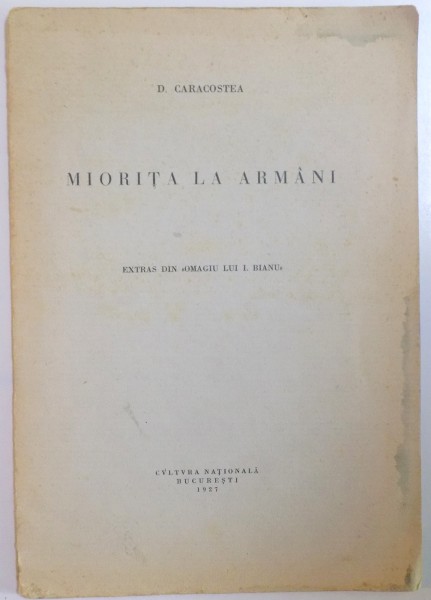 D. CARACOSTEA
MIORIȚA LA ARMÂNI
EXTRAS DIN «OMAGIU LUI I. BIANU»
CVLTVRA NAȚIONALĂ
BUCUREȘTI
1927